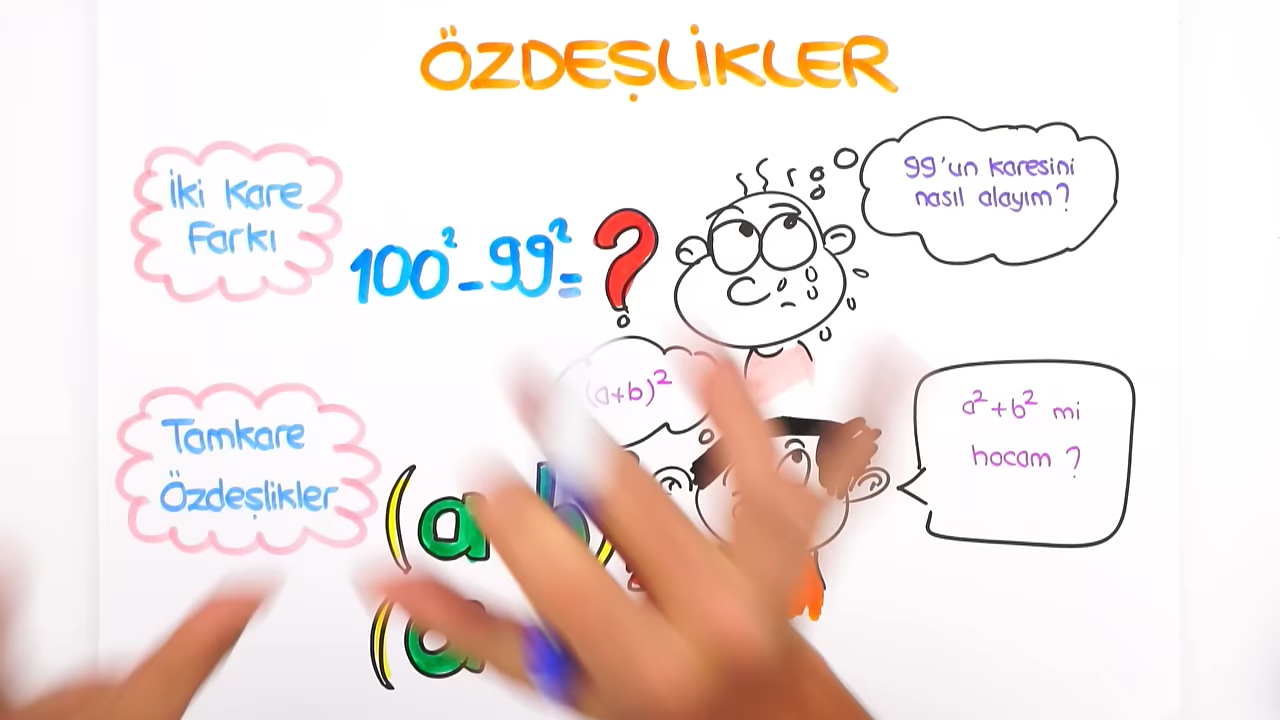 ÖZDEŞLİKLER
İki Kare
Farkı
100² - 99² = ?
99'un karesini
nasıl alayım?
(a+b)²
a²+b² mi
hocam ?
Tamkare
Özdeşlikler
(a b)
(a